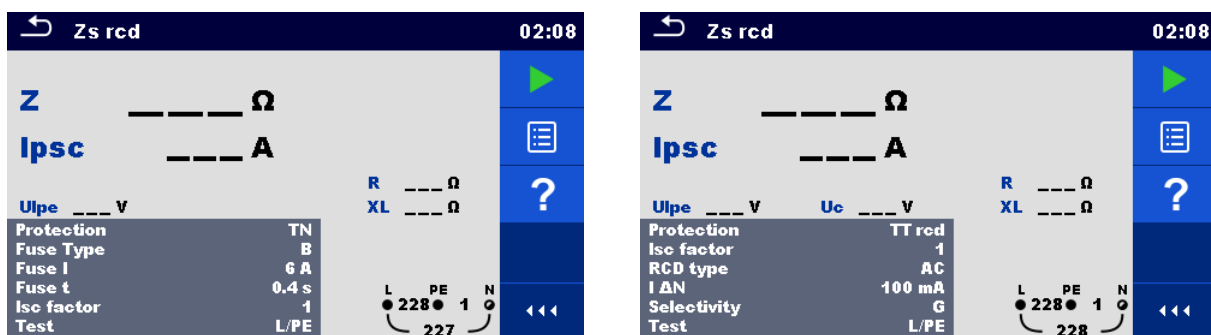 Zs rcd 02:08
Z ___ Ω
Ipsc ___ A
R ___ Ω
Ulpe ___ V XL ___ Ω
?
Protection TN
Fuse Type B
Fuse I 6 A
Fuse t 0.4 s
Isc factor 1
Test L/PE
L PE N
228 1
227
Zs rcd 02:08
Z ___ Ω
Ipsc ___ A
R ___ Ω
Ulpe ___ V Uc ___ V XL ___ Ω
?
Protection TT rcd
Isc factor 1
RCD type AC
I ΔN 100 mA
Selectivity G
Test L/PE
L PE N
228 1
228